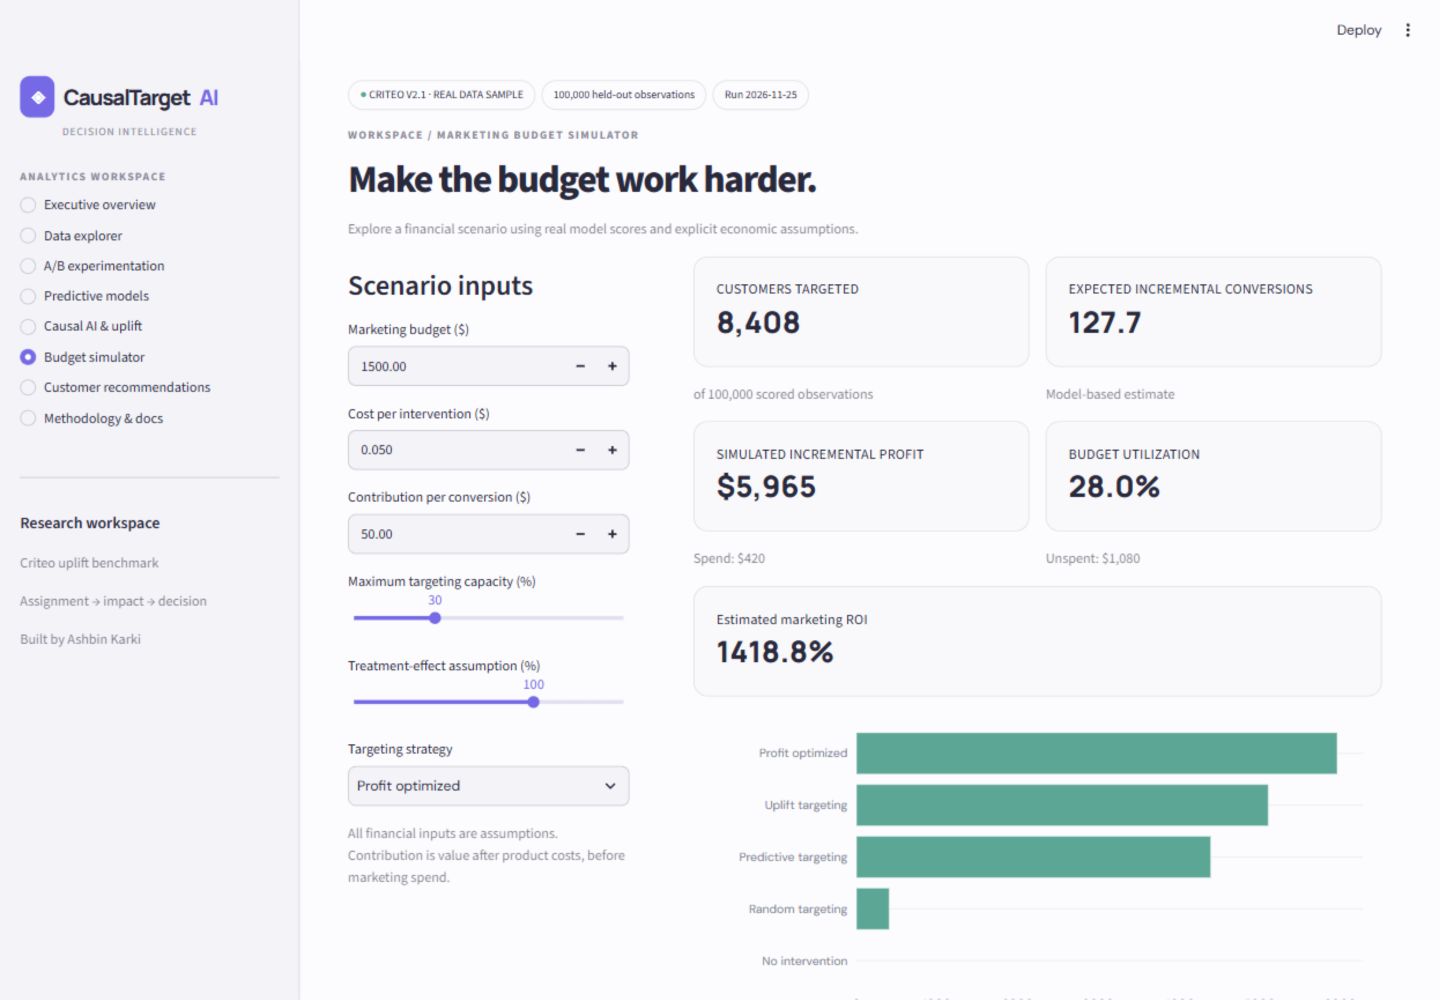 Deploy
CausalTarget AI
DECISION INTELLIGENCE
ANALYTICS WORKSPACE
Executive overview
Data explorer
A/B experimentation
Predictive models
Causal AI & uplift
Budget simulator
Customer recommendations
Methodology & docs
Research workspace
Criteo uplift benchmark
Assignment → impact → decision
Built by Ashbin Karki
CRITEO V2.1 · REAL DATA SAMPLE
100,000 held-out observations
Run 2026-11-25
WORKSPACE / MARKETING BUDGET SIMULATOR
Make the budget work harder.
Explore a financial scenario using real model scores and explicit economic assumptions.
Scenario inputs
Marketing budget ($)
1500.00
Cost per intervention ($)
0.050
Contribution per conversion ($)
50.00
Maximum targeting capacity (%)
30
Treatment-effect assumption (%)
100
Targeting strategy
Profit optimized
All financial inputs are assumptions.
Contribution is value after product costs, before
marketing spend.
CUSTOMERS TARGETED
8,408
of 100,000 scored observations
EXPECTED INCREMENTAL CONVERSIONS
127.7
Model-based estimate
SIMULATED INCREMENTAL PROFIT
$5,965
Spend: $420
BUDGET UTILIZATION
28.0%
Unspent: $1,080
Estimated marketing ROI
1418.8%
Profit optimized
Uplift targeting
Predictive targeting
Random targeting
No intervention